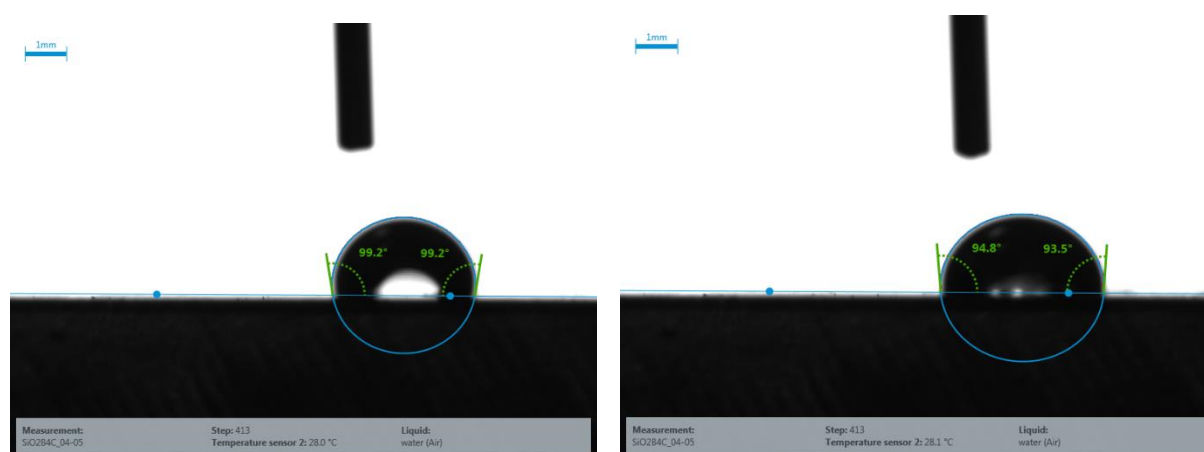 1mm
99.2° 99.2°
Measurement: Step: 413 Liquid:
SiO2B4C_04-05 Temperature sensor 2: 28.0 °C water (Air)
1mm
94.8° 93.5°
Measurement: Step: 413 Liquid:
SiO2B4C_04-05 Temperature sensor 2: 28.1 °C water (Air)